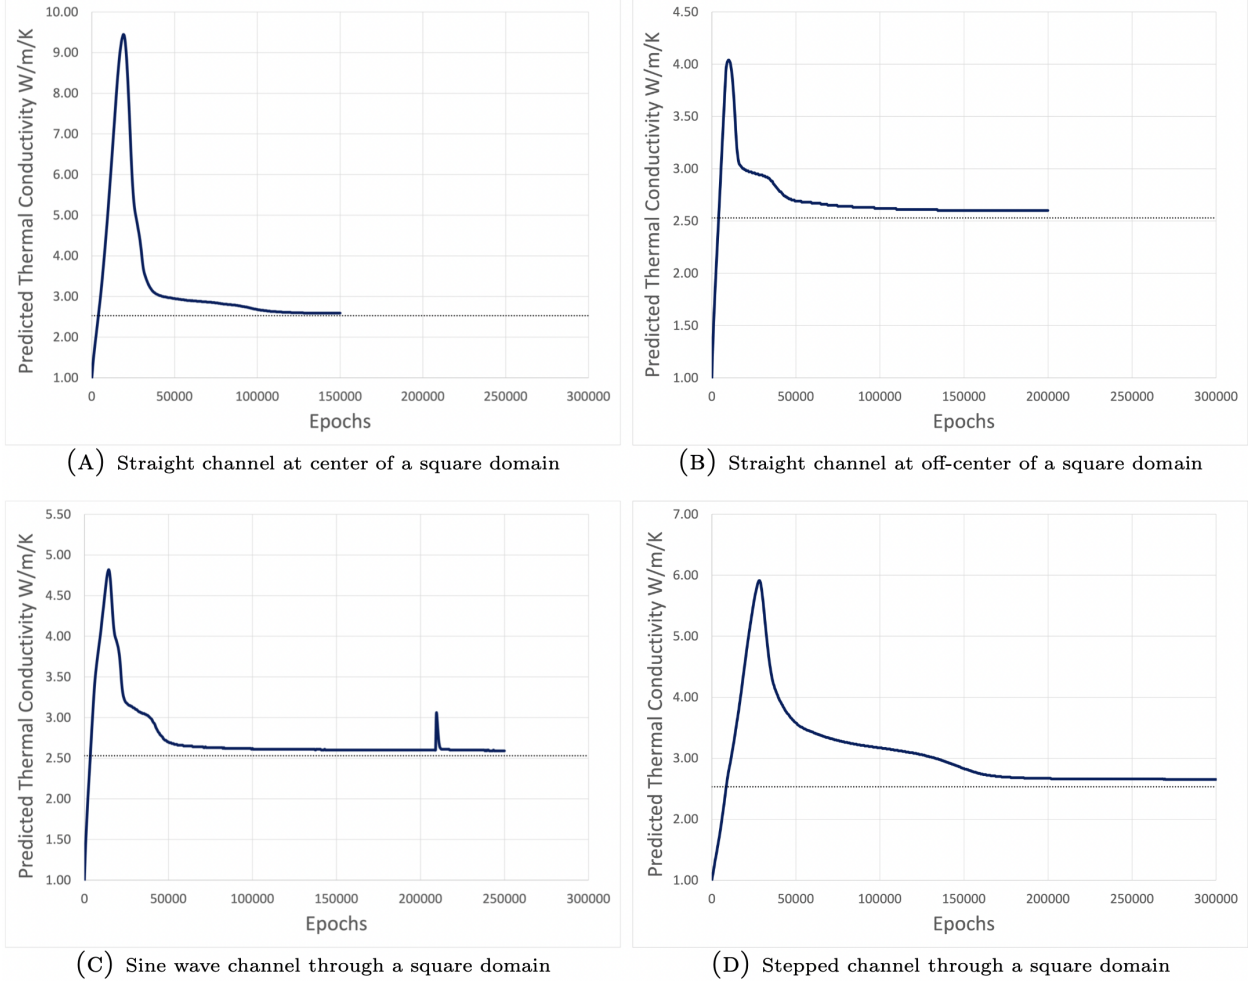 10.00
9.00
8.00
7.00
6.00
5.00
4.00
3.00
2.00
1.00
Predicted Thermal Conductivity W/m/K
0 50000 100000 150000 200000 250000 300000
Epochs
(A) Straight channel at center of a square domain
4.50
4.00
3.50
3.00
2.50
2.00
1.50
1.00
Predicted Thermal Conductivity W/m/K
0 50000 100000 150000 200000 250000 300000
Epochs
(B) Straight channel at off-center of a square domain
5.50
5.00
4.50
4.00
3.50
3.00
2.50
2.00
1.50
1.00
Predicted Thermal Conductivity W/m/K
0 50000 100000 150000 200000 250000 300000
Epochs
(C) Sine wave channel through a square domain
7.00
6.00
5.00
4.00
3.00
2.00
1.00
Predicted Thermal Conductivity W/m/K
0 50000 100000 150000 200000 250000 300000
Epochs
(D) Stepped channel through a square domain